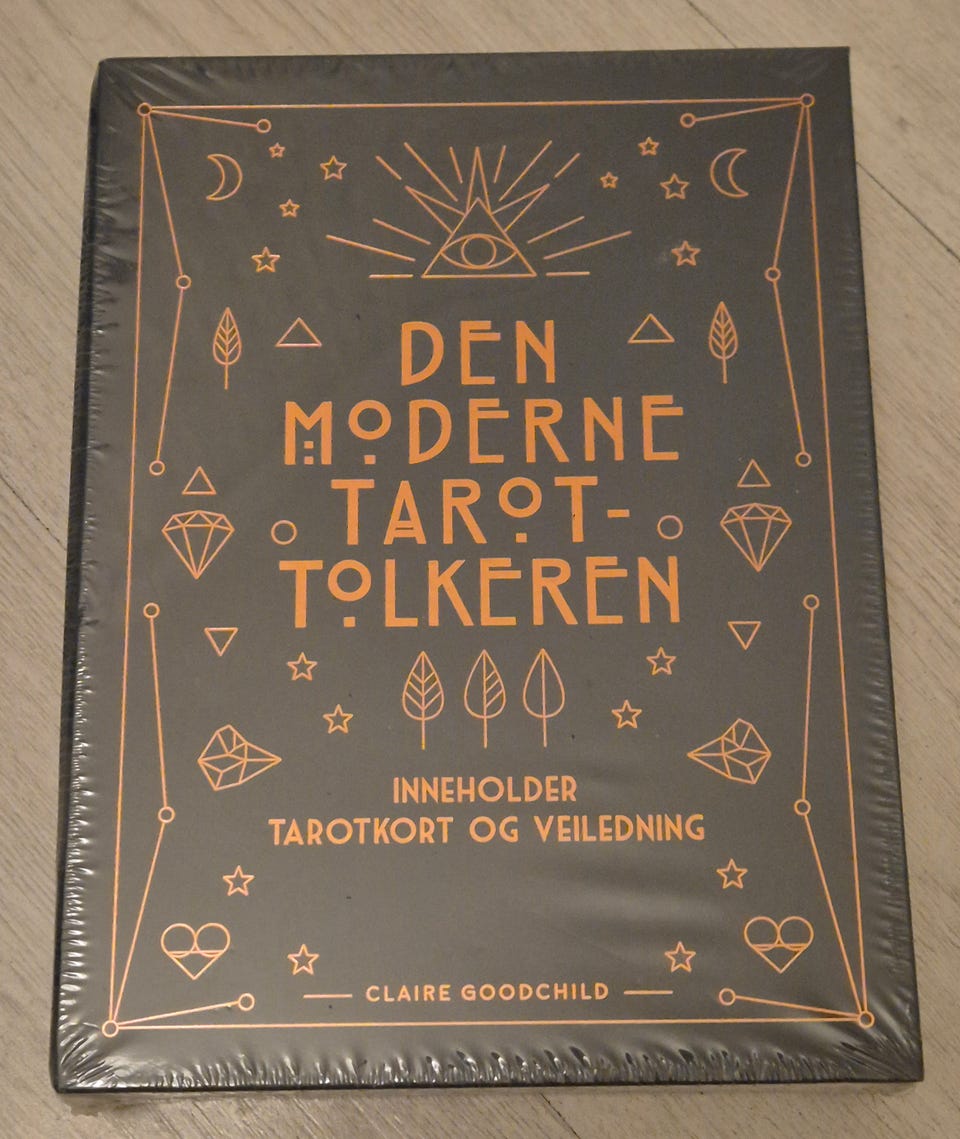 DEN
MODERNE
TAROT-
TOLKEREN
INNEHOLDER
TAROTKORT OG VEILEDNING
CLAIRE GOODCHILD